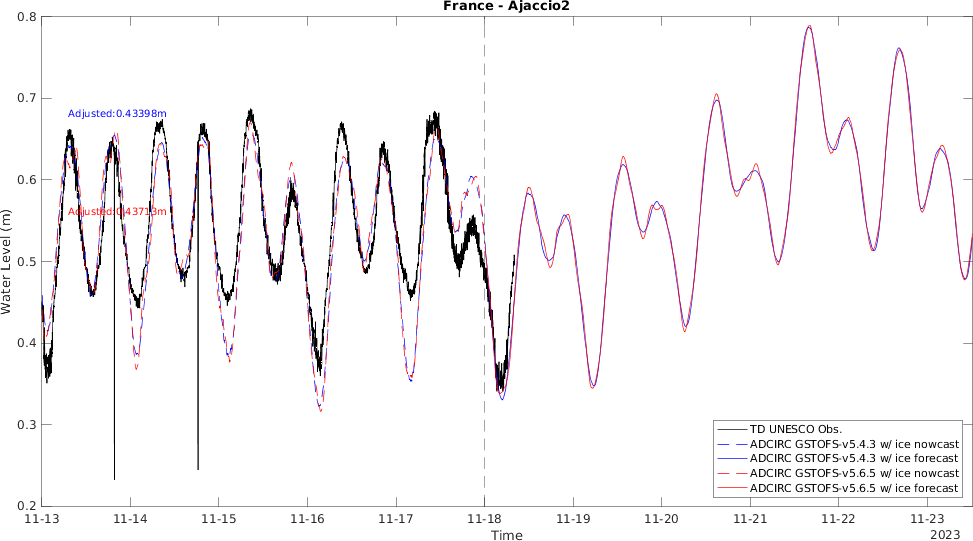 France - Ajaccio2
Water Level (m)
0.8
0.7
0.6
0.5
0.4
0.3
0.2
Adjusted:0.43398m
Adjusted:0.43713m
TD UNESCO Obs.
ADCIRC GSTOFS-v5.4.3 w/ ice nowcast
ADCIRC GSTOFS-v5.4.3 w/ ice forecast
ADCIRC GSTOFS-v5.6.5 w/ ice nowcast
ADCIRC GSTOFS-v5.6.5 w/ ice forecast
11-13 11-14 11-15 11-16 11-17 11-18 11-19 11-20 11-21 11-22 11-23
Time
2023